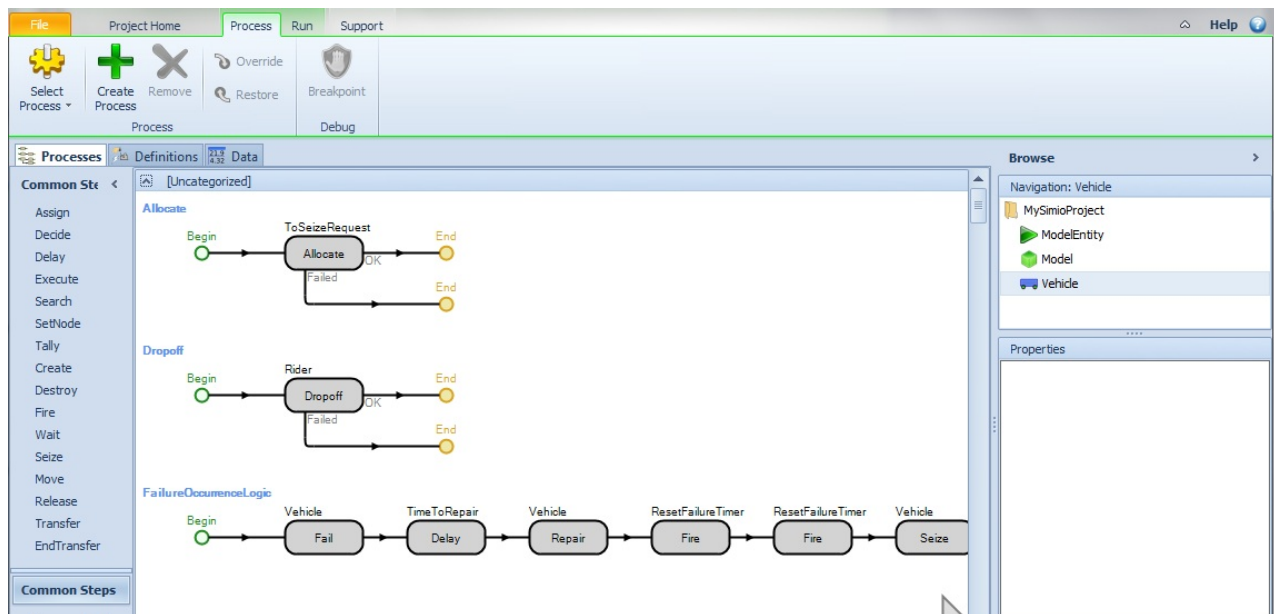 File Project Home Process Run Support Help
Select Process
Create Process
Remove
Override
Restore
Breakpoint
Process Debug
Processes Definitions Data
Common Ste
Assign
Decide
Delay
Execute
Search
SetNode
Tally
Create
Destroy
Fire
Wait
Seize
Move
Release
Transfer
EndTransfer
Common Steps
[Uncategorized]
Allocate
ToSeizeRequest
Begin
Allocate
OK
End
Failed
End
Dropoff
Rider
Begin
Dropoff
OK
End
Failed
End
FailureOccurrenceLogic
Vehicle TimeToRepair Vehicle ResetFailureTimer ResetFailureTimer Vehicle
Begin
Fail Delay Repair Fire Fire Seize
Browse
Navigation: Vehicle
MySimioProject
ModelEntity
Model
Vehicle
Properties